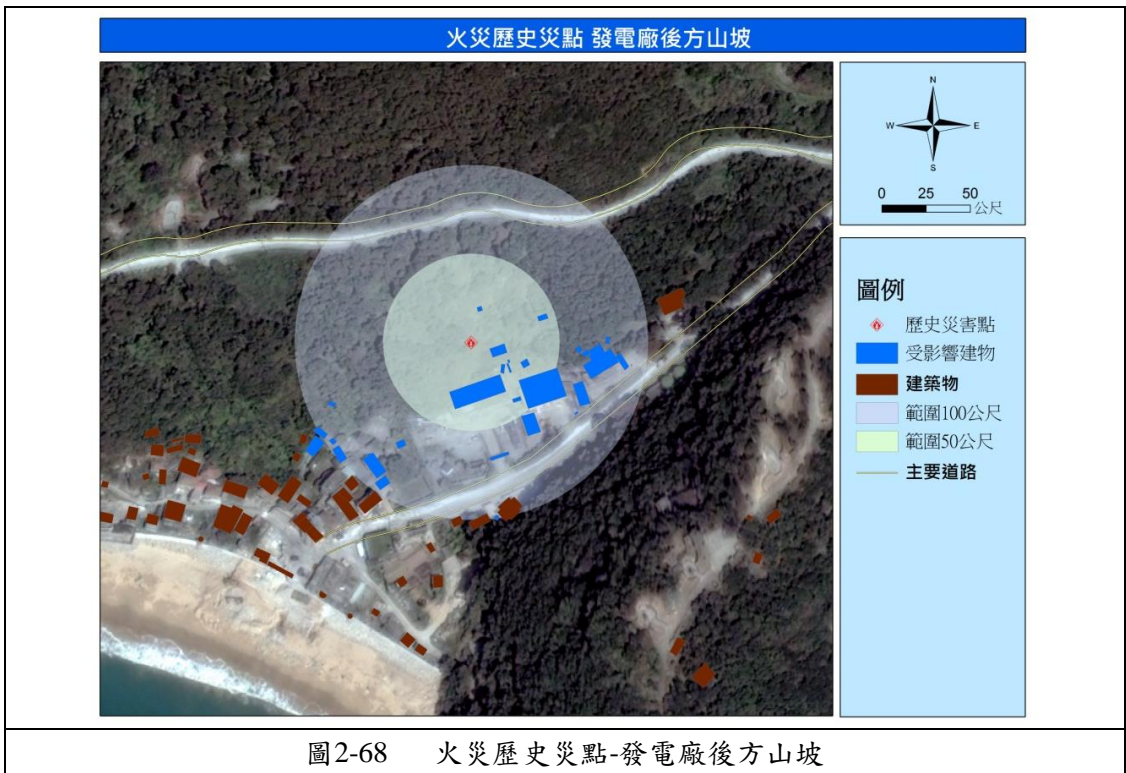 火災歷史災點 發電廠後方山坡
N
W E
S
0 25 50
公尺
圖例
歷史災害點
受影響建物
建築物
範圍100公尺
範圍50公尺
主要道路
圖2-68 火災歷史災點-發電廠後方山坡